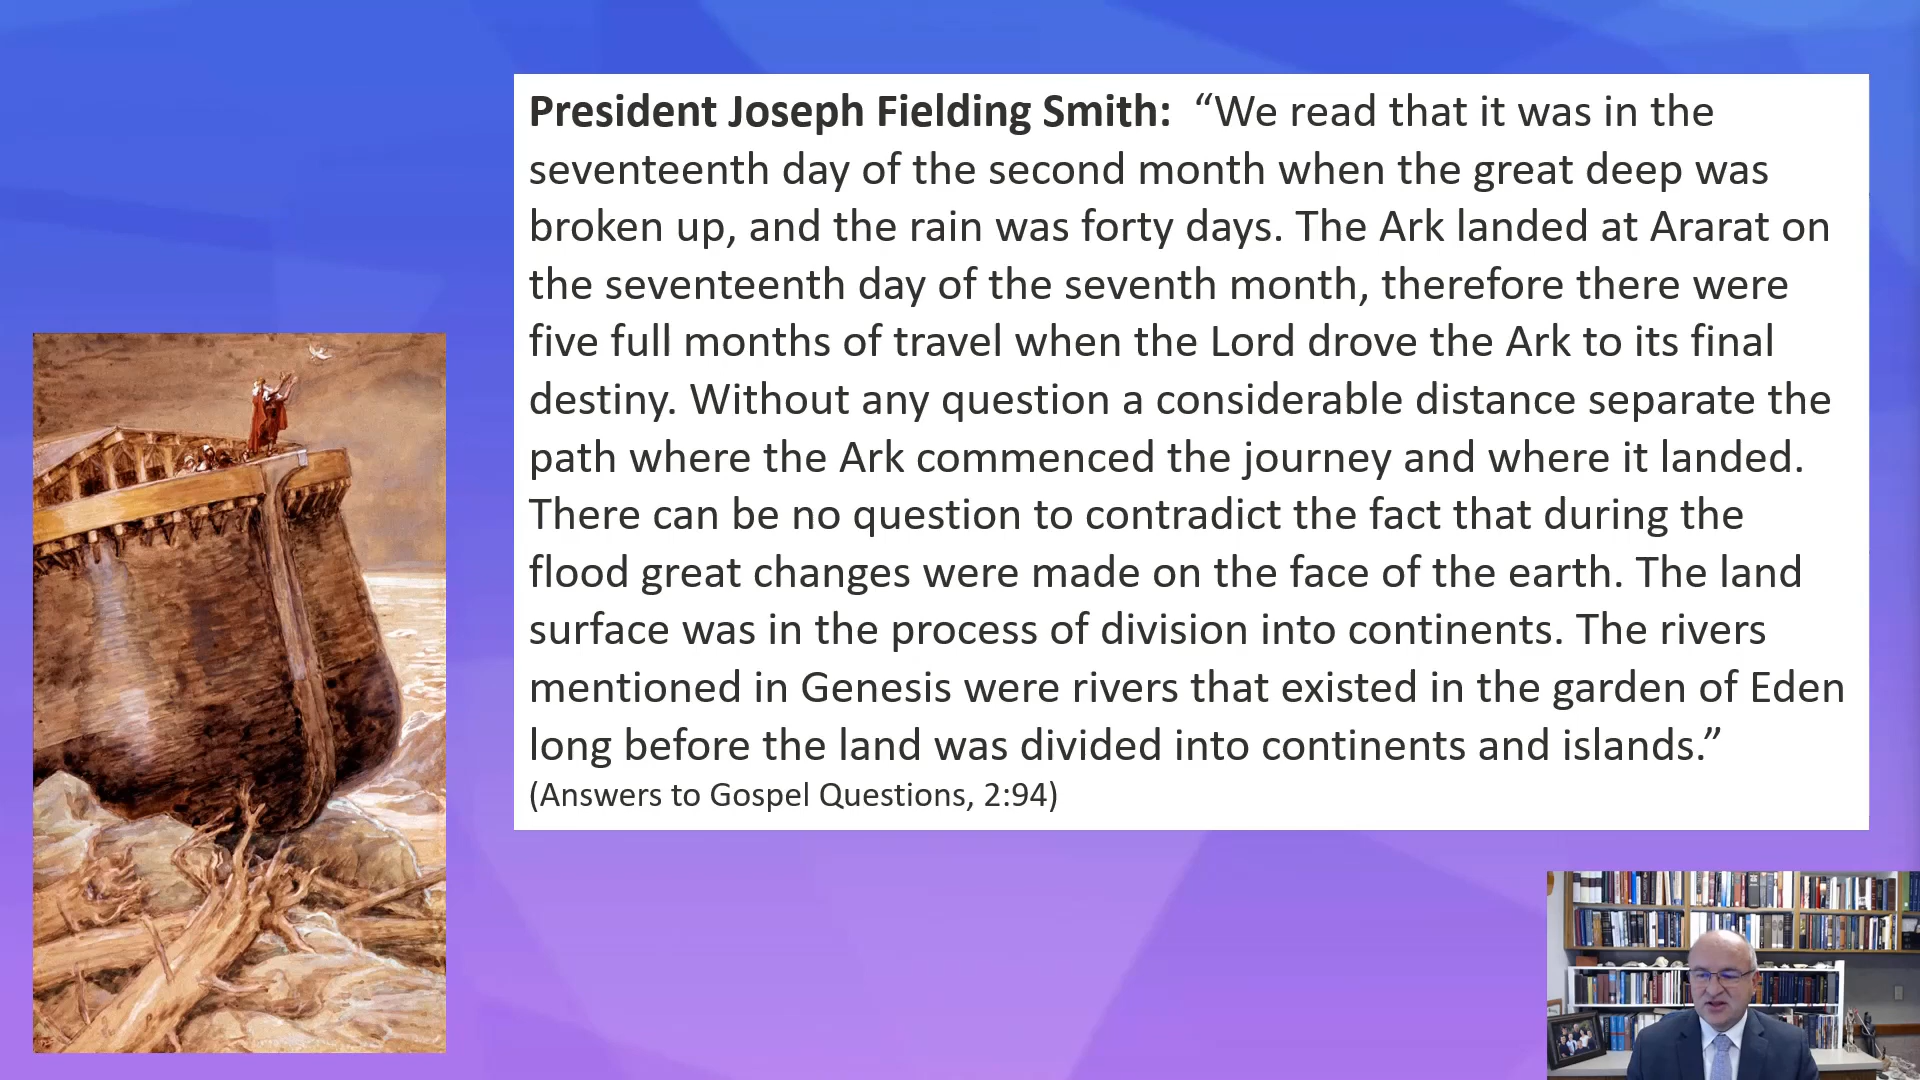 President Joseph Fielding Smith: “We read that it was in the
seventeenth day of the second month when the great deep was
broken up, and the rain was forty days. The Ark landed at Ararat on
the seventeenth day of the seventh month, therefore there were
five full months of travel when the Lord drove the Ark to its final
destiny. Without any question a considerable distance separate the
path where the Ark commenced the journey and where it landed.
There can be no question to contradict the fact that during the
flood great changes were made on the face of the earth. The land
surface was in the process of division into continents. The rivers
mentioned in Genesis were rivers that existed in the garden of Eden
long before the land was divided into continents and islands.”
(Answers to Gospel Questions, 2:94)